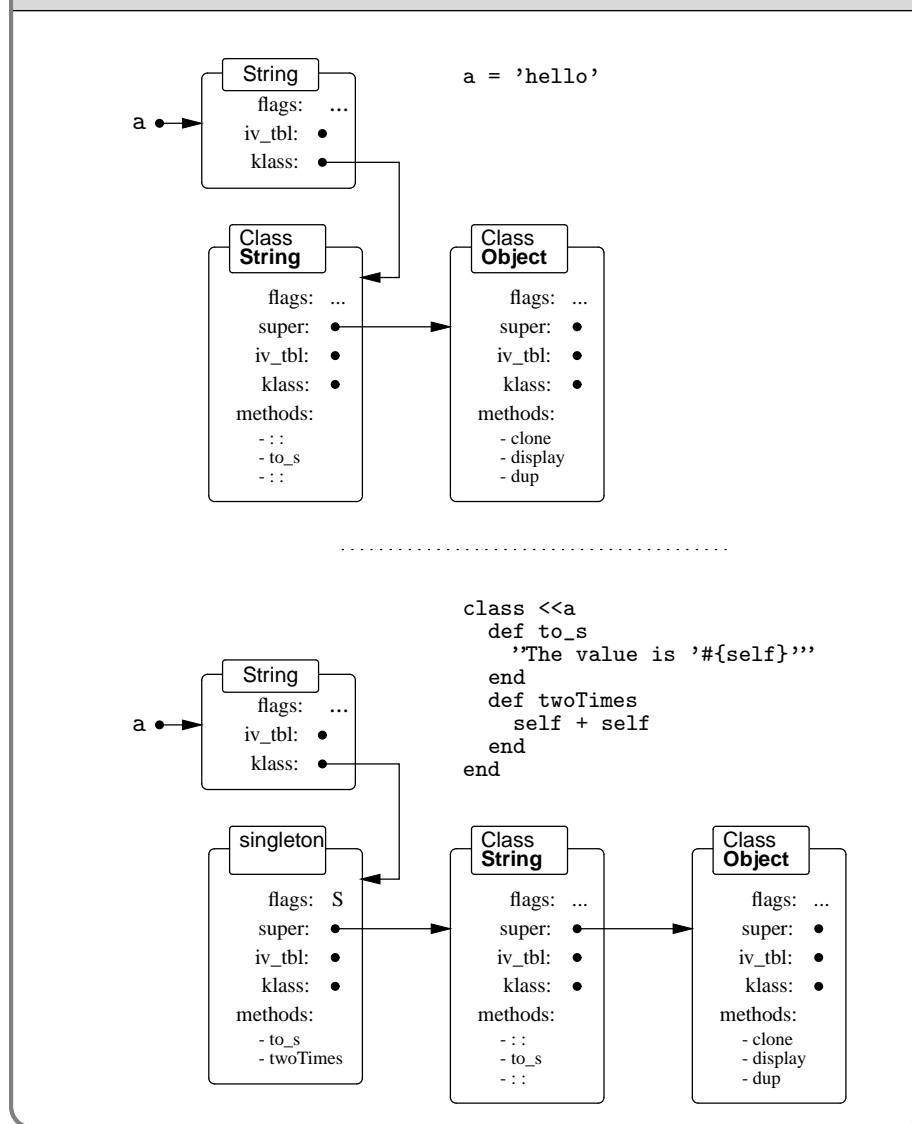 a = ’hello’
String
flags: ...
a
iv_tbl:
klass:
Class
String
flags: ...
super:
iv_tbl:
klass:
methods:
- : :
- to_s
- : :
Class
Object
flags: ...
super:
iv_tbl:
klass:
methods:
- clone
- display
- dup
class <<a
def to_s
"The value is ’#{self}’"
end
def twoTimes
self + self
end
end
String
flags: ...
a
iv_tbl:
klass:
singleton
flags: S
super:
iv_tbl:
klass:
methods:
- to_s
- twoTimes
Class
String
flags: ...
super:
iv_tbl:
klass:
methods:
- : :
- to_s
- : :
Class
Object
flags: ...
super:
iv_tbl:
klass:
methods:
- clone
- display
- dup